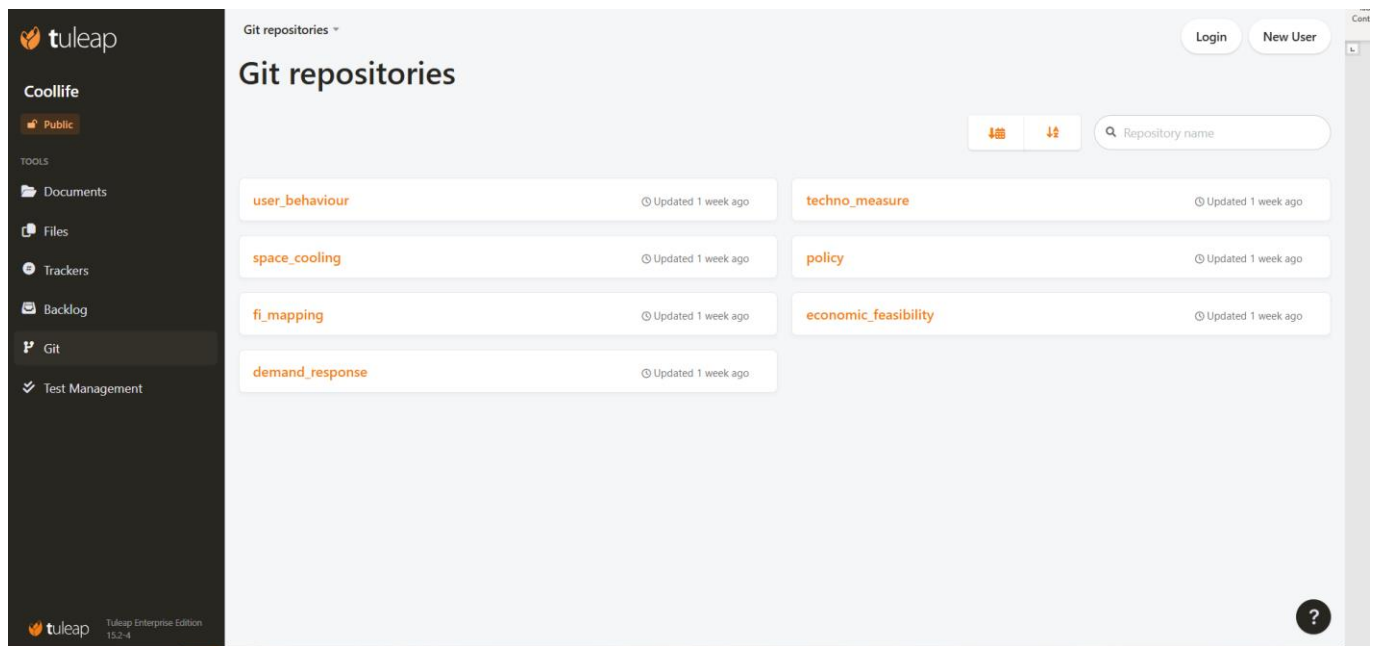 tuleap
Coollife
Public
TOOLS
Documents
Files
Trackers
Backlog
Git
Test Management
tuleap
Tuleap Enterprise Edition
15.2-4
Git repositories
Login
New User
Git repositories
Repository name
user_behaviour
Updated 1 week ago
techno_measure
Updated 1 week ago
space_cooling
Updated 1 week ago
policy
Updated 1 week ago
fi_mapping
Updated 1 week ago
economic_feasibility
Updated 1 week ago
demand_response
Updated 1 week ago
?
Cont